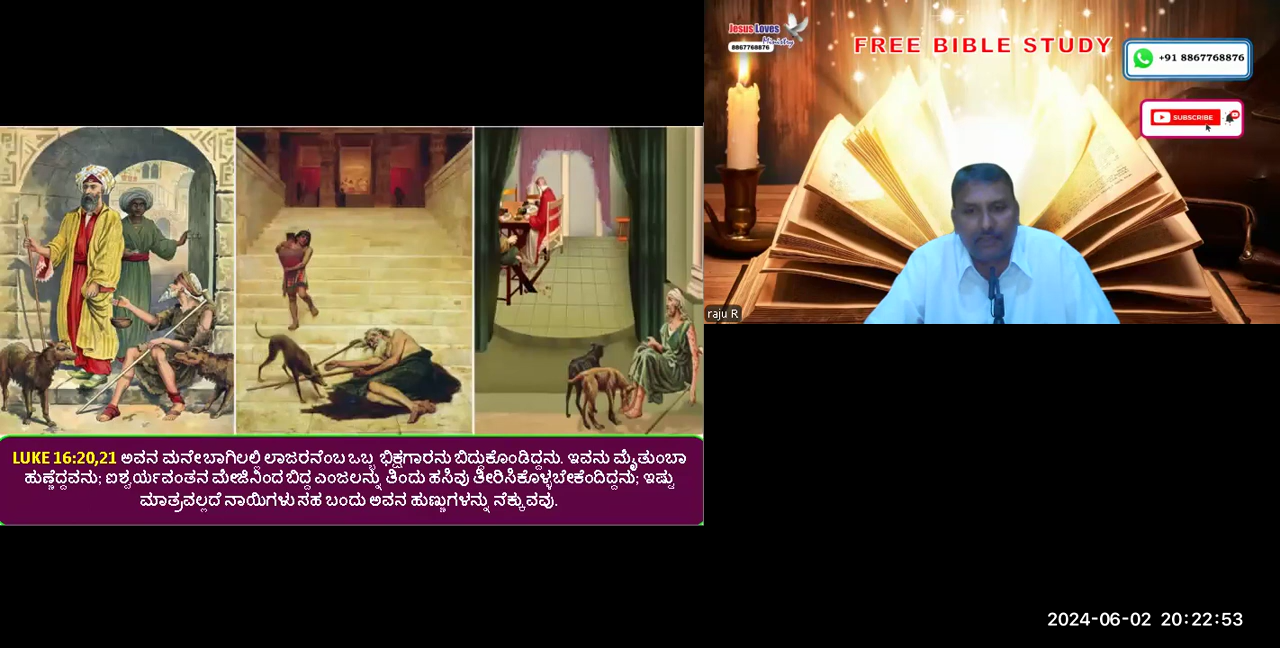 Jesus Loves
Ministry
8867768876
FREE BIBLE STUDY
+91 8867768876
SUBSCRIBE
raju R
LUKE 16:20,21 ಅವನ ಮನೇಬಾಗಿಲಲ್ಲಿ ಲಾಜರನೆಂಬ ಒಬ್ಬ ಭಿಕ್ಷಗಾರನು ಬಿದ್ದುಕೊಂಡಿದ್ದನು. ಇವನು ಮೈತುಂಬಾ
ಹುಣ್ಣೆದ್ದವನು; ಐಶ್ವರ್ಯವಂತನ ಮೇಜಿನಿಂದ ಬಿದ್ದ ಎಂಜಲನ್ನು ತಿಂದು ಹಸಿವು ತೀರಿಸಿಕೊಳ್ಳಬೇಕೆಂದಿದ್ದನು; ಇಷ್ಟು
ಮಾತ್ರವಲ್ಲದೆ ನಾಯಿಗಳು ಸಹ ಬಂದು ಅವನ ಹುಣ್ಣುಗಳನ್ನು ನೆಕ್ಕುವವು.
2024-06-02 20:22:53